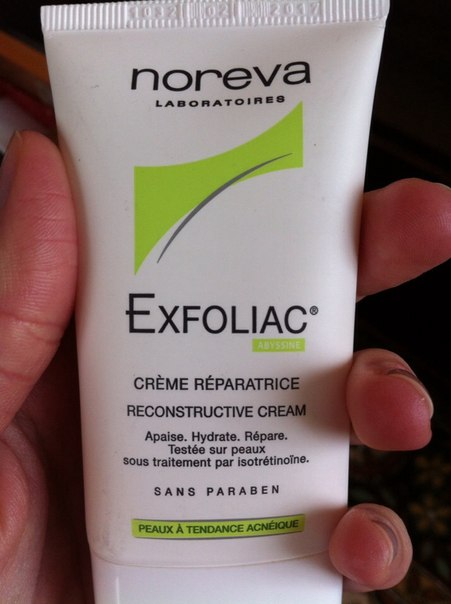 noreva
LABORATOIRES
EXFOLIAC®
ABYSSINE
CRÈME RÉPARATRICE
RECONSTRUCTIVE CREAM
Apaise. Hydrate. Répare.
Testée sur peaux
sous traitement par isotrétinoïne.
SANS PARABEN
PEAUX À TENDANCE ACNÉIQUE